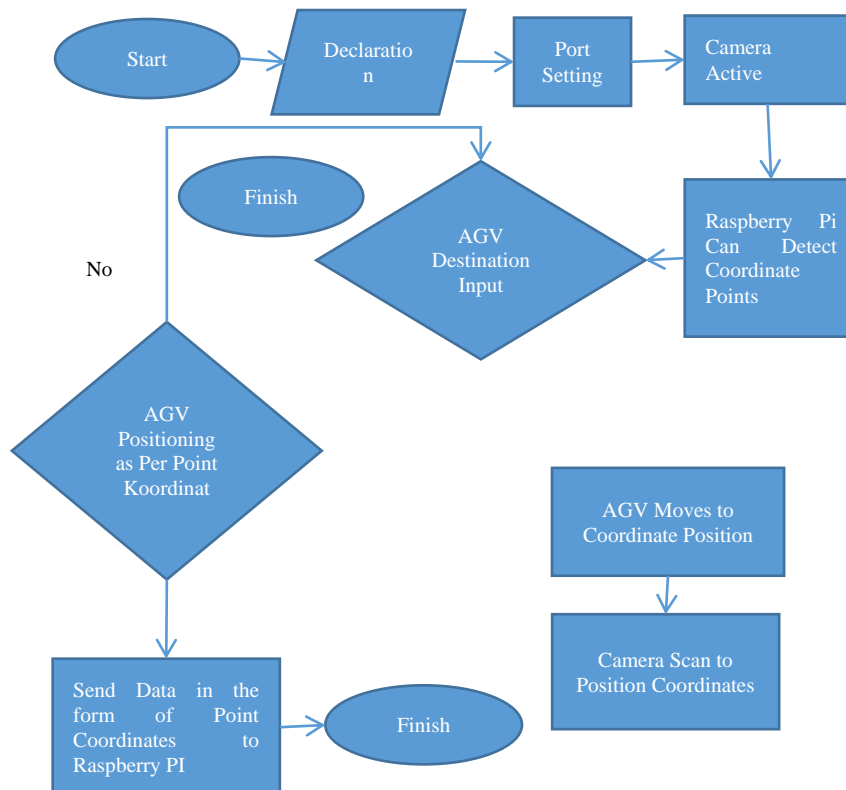 Start
Declaratio
n
Port
Setting
Camera
Active
Finish
AGV
Destination
Input
Raspberry Pi
Can Detect
Coordinate
Points
No
AGV
Positioning
as Per Point
Koordinat
AGV Moves to
Coordinate Position
Camera Scan to
Position Coordinates
Send Data in the
form of Point
Coordinates to
Raspberry PI
Finish